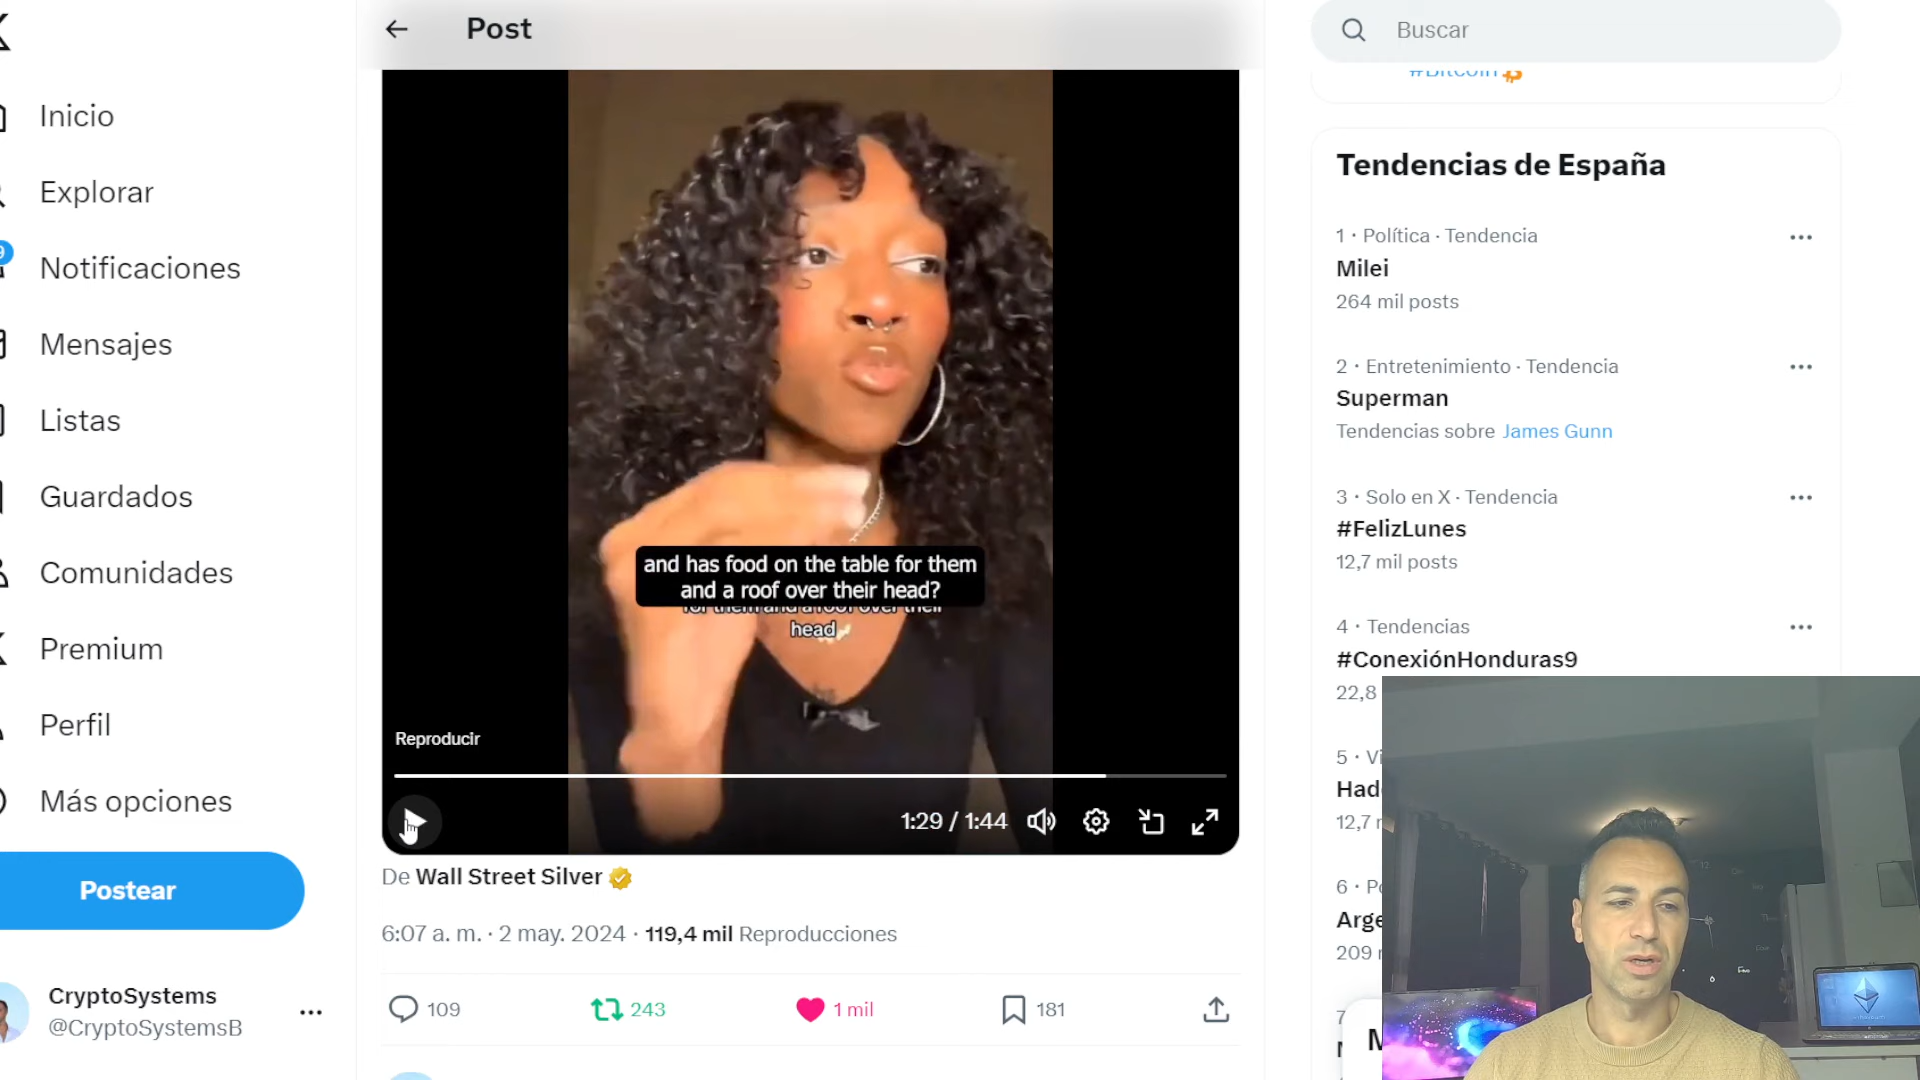 Post
Buscar
#Bitcoin
Inicio
Explorar
Notificaciones
Mensajes
Listas
Guardados
Comunidades
Premium
Perfil
Más opciones
Postear
CryptoSystems
@CryptoSystemsB
and has food on the table for them
and a roof over their head?
for them and a roof over their
head
Reproducir
1:29 / 1:44
De Wall Street Silver
6:07 a. m. · 2 may. 2024 · 119,4 mil Reproducciones
109
243
1 mil
181
Tendencias de España
1 · Política · Tendencia
Milei
264 mil posts
2 · Entretenimiento · Tendencia
Superman
Tendencias sobre James Gunn
3 · Solo en X · Tendencia
#FelizLunes
12,7 mil posts
4 · Tendencias
#ConexiónHonduras9
22,8
5 · Vi
Had
12,7
6 · Po
Arge
209